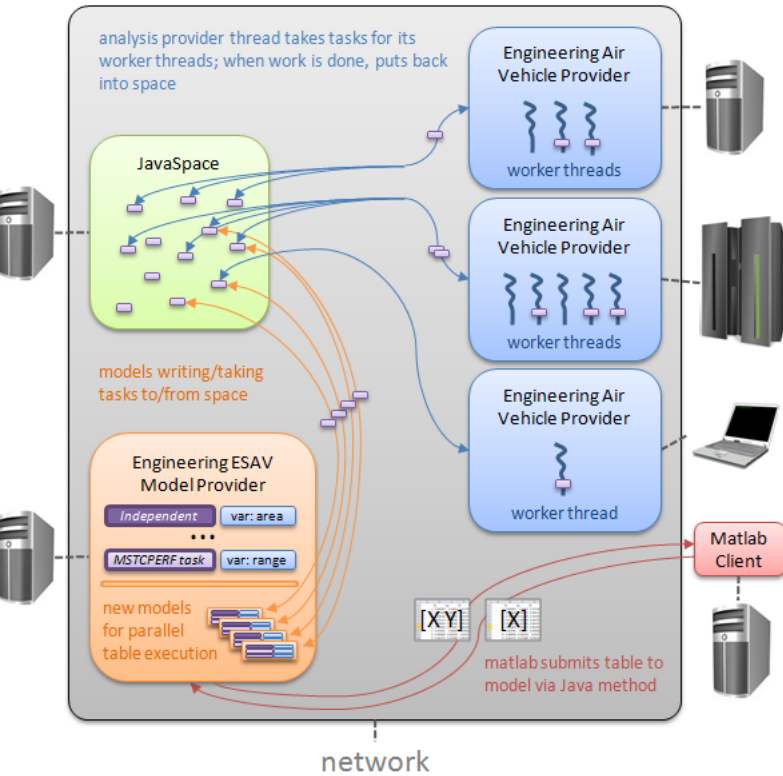 analysis provider thread takes tasks for its
worker threads; when work is done, puts back
into space
Engineering Air
Vehicle Provider
worker threads
JavaSpace
Engineering Air
Vehicle Provider
worker threads
models writing/taking
tasks to/from space
Engineering Air
Vehicle Provider
worker thread
Engineering ESAV
Model Provider
Independent
var: area
...
MSTCPERF task
var: range
new models
for parallel
table execution
Matlab
Client
[X Y]
[X]
matlab submits table to
model via Java method
network